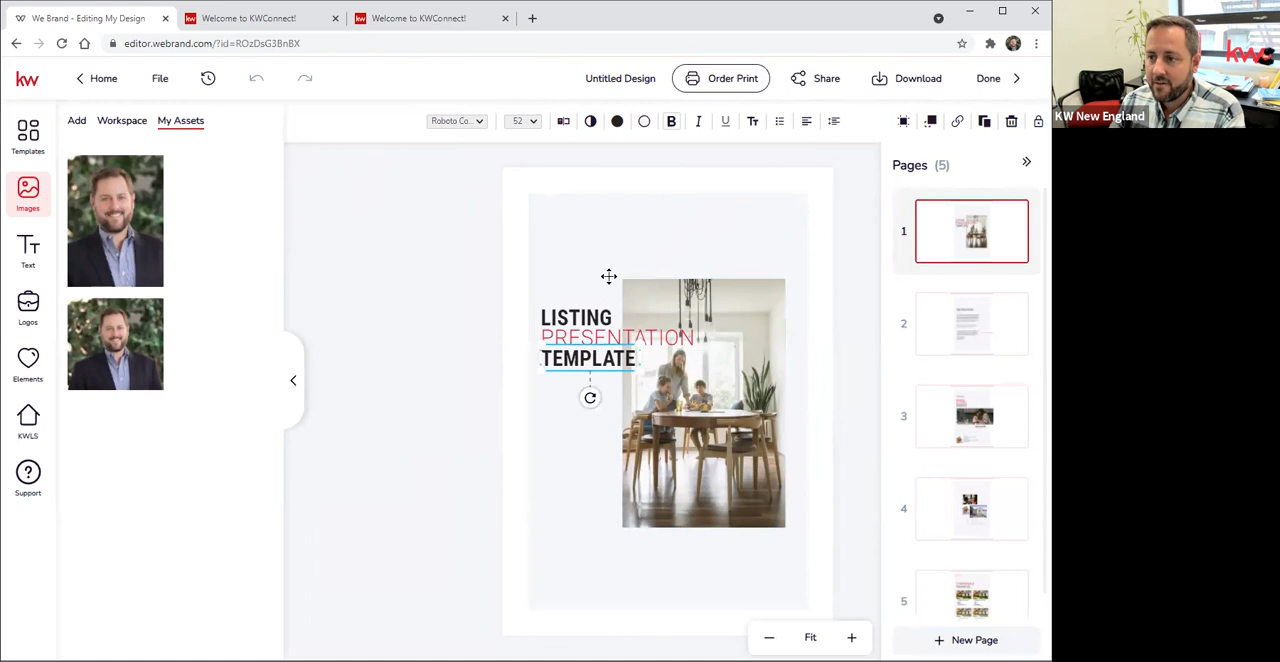 We Brand - Editing My Design
Welcome to KWConnect!
Welcome to KWConnect!
editor.webrand.com/?id=ROzDsG3BnBX
kw
Home
File
Untitled Design
Order Print
Share
Download
Done
kw
KW New England
Templates
Images
Text
Logos
Elements
KWLS
Support
Add
Workspace
My Assets
Roboto Co...
52
B
I
U
LISTING
PRESENTATION
TEMPLATE
Pages (5)
1
2
3
4
5
New Page
Fit